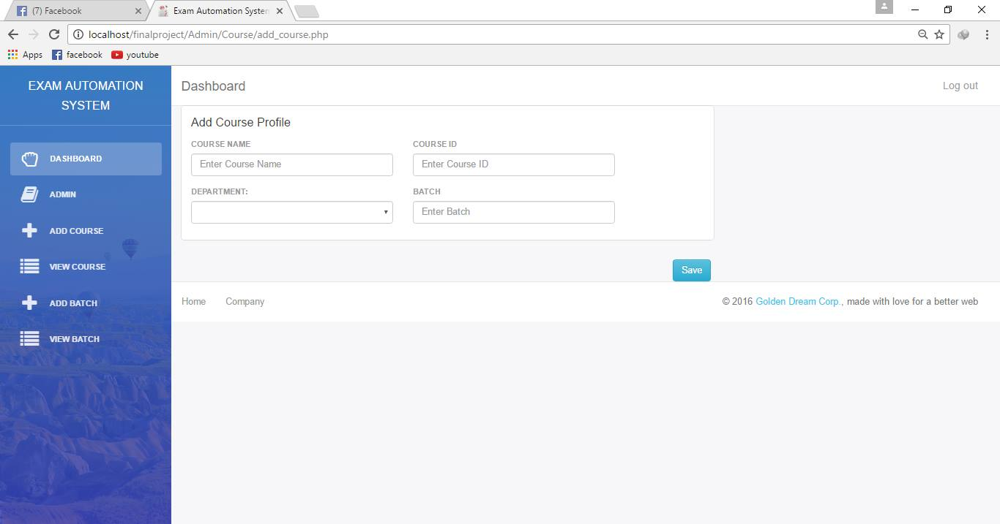 (7) Facebook
Exam Automation System
localhost/finalproject/Admin/Course/add_course.php
Apps facebook youtube
EXAM AUTOMATION
SYSTEM
Dashboard
Log out
DASHBOARD
ADMIN
ADD COURSE
VIEW COURSE
ADD BATCH
VIEW BATCH
Add Course Profile
COURSE NAME COURSE ID
Enter Course Name Enter Course ID
DEPARTMENT: BATCH
Enter Batch
Save
Home Company
© 2016 Golden Dream Corp., made with love for a better web